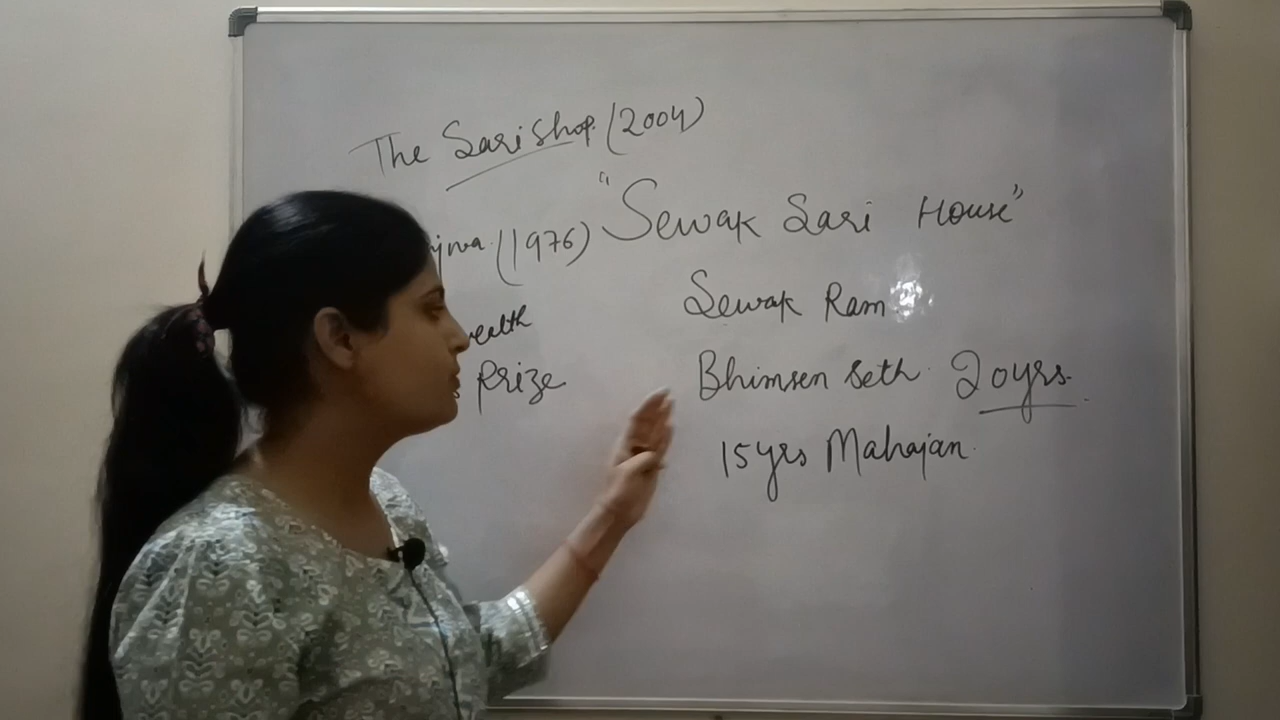 The Sari Shop (2004)
"Sewak Sari House"
(1976)
Sewak Ram
Prize
Bhimsen Seth 20yrs.
15yrs Mahajan